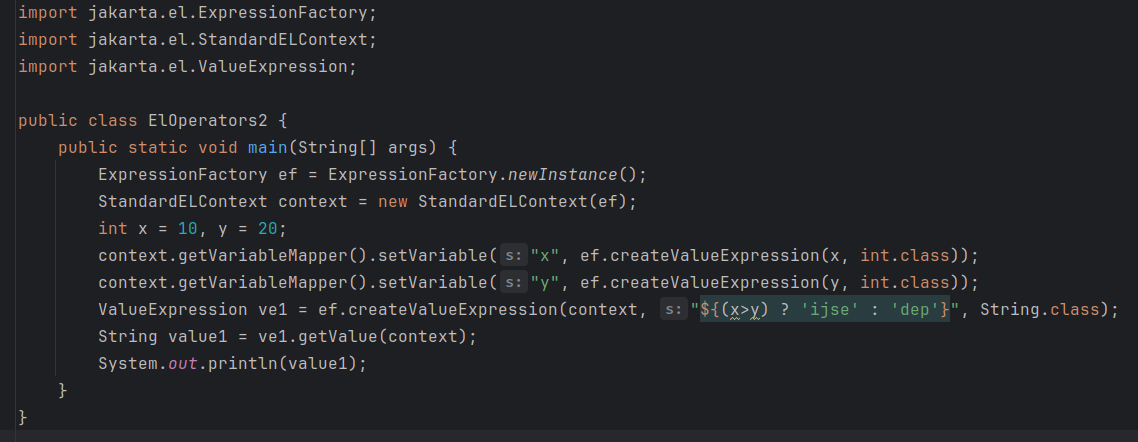 import jakarta.el.ExpressionFactory;
import jakarta.el.StandardELContext;
import jakarta.el.ValueExpression;

public class ElOperators2 {
    public static void main(String[] args) {
        ExpressionFactory ef = ExpressionFactory.newInstance();
        StandardELContext context = new StandardELContext(ef);
        int x = 10, y = 20;
        context.getVariableMapper().setVariable( s: "x", ef.createValueExpression(x, int.class));
        context.getVariableMapper().setVariable( s: "y", ef.createValueExpression(y, int.class));
        ValueExpression ve1 = ef.createValueExpression(context, s: "${(x>y) ? 'ijse' : 'dep'}", String.class);
        String value1 = ve1.getValue(context);
        System.out.println(value1);
    }
}